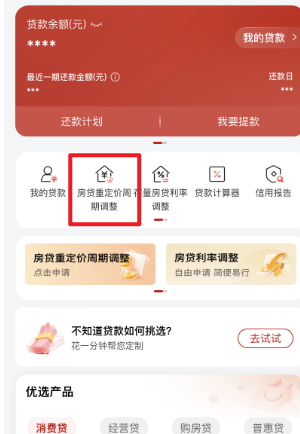 贷款余额(元)
****
我的贷款 >
最近一期还款金额(元)
还款日
***
***
还款计划
我要提款
我的贷款
房贷重定价周
期调整
存量房贷利率
调整
贷款计算器
信用报告
房贷重定价周期调整
点击申请
房贷利率调整
自由申请 简便易行
不知道贷款如何挑选?
花一分钟帮您定制
去试试
优选产品
消费贷
经营贷
购房贷
普惠贷